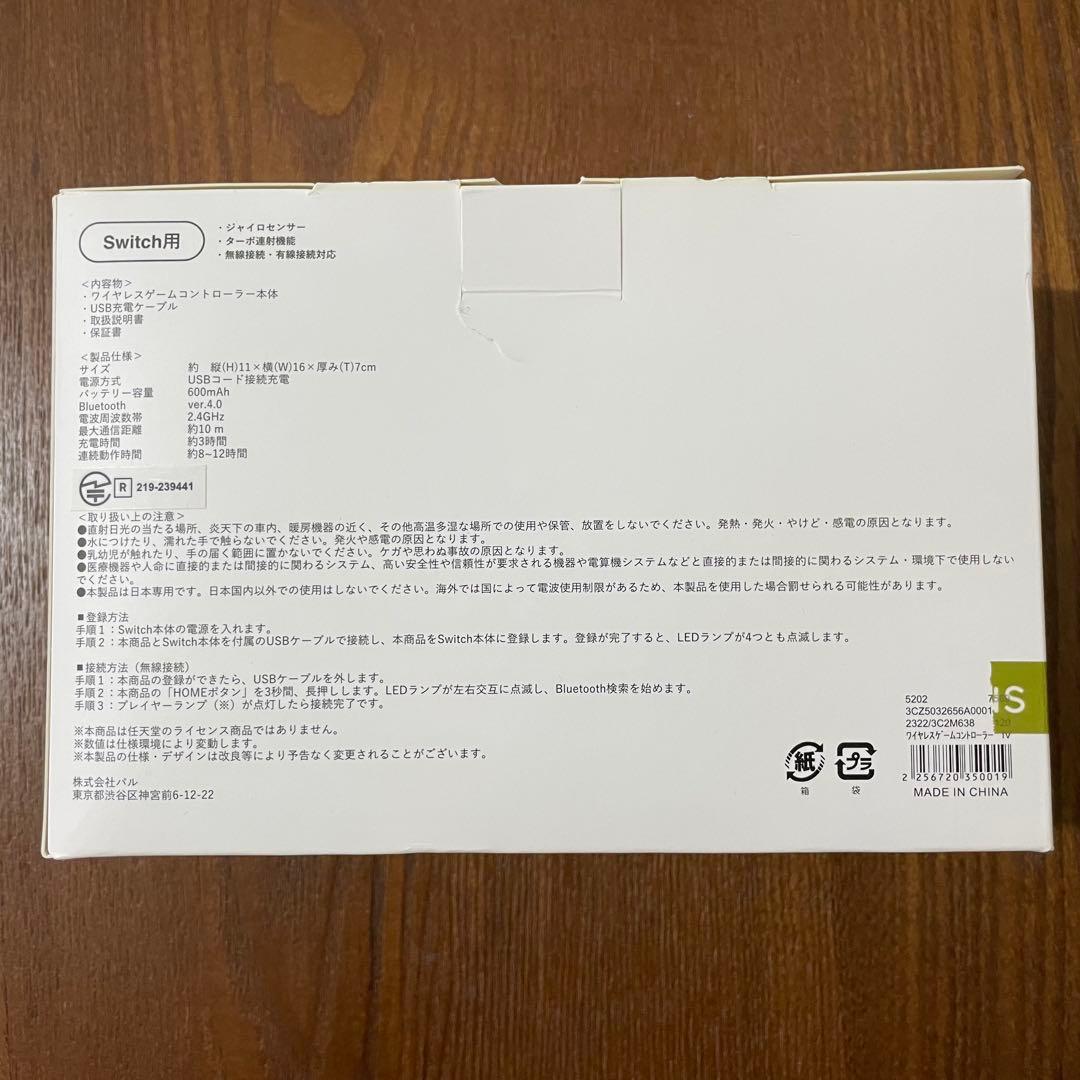 Switch用
・ジャイロセンサー
・ターボ連射機能
・無線接続・有線接続対応
＜内容物＞
・ワイヤレスゲームコントローラー本体
・USB充電ケーブル
・取扱説明書
・保証書
＜製品仕様＞
サイズ 約 縦(H)11×横(W)16×厚み(T)7cm
電源方式 USBコード接続充電
バッテリー容量 600mAh
Bluetooth ver.4.0
電波周波数帯 2.4GHz
最大通信距離 約10 m
充電時間 約3時間
連続動作時間 約8~12時間
R 219-239441
＜取り扱い上の注意＞
●直射日光の当たる場所、炎天下の車内、暖房機器の近く、その他高温多湿な場所での使用や保管、放置をしないでください。発熱・発火・やけど・感電の原因となります。
●水につけたり、濡れた手で触らないでください。発火や感電の原因となります。
●乳幼児が触れたり、手の届く範囲に置かないでください。ケガや思わぬ事故の原因となります。
●医療機器や人命に直接的または間接的に関わるシステム、高い安全性や信頼性が要求される機器や電算機システムなどと直接的または間接的に関わるシステム・環境下で使用しない
でください。
●本製品は日本専用です。日本国内以外での使用はしないでください。海外では国によって電波使用制限があるため、本製品を使用した場合罰せられる可能性があります。
■登録方法
手順1：Switch本体の電源を入れます。
手順2：本商品とSwitch本体を付属のUSBケーブルで接続し、本商品をSwitch本体に登録します。登録が完了すると、LEDランプが4つとも点滅します。
■接続方法（無線接続）
手順1：本商品の登録ができたら、USBケーブルを外します。
手順2：本商品の「HOMEボタン」を3秒間、長押しします。LEDランプが左右交互に点滅し、Bluetooth検索を始めます。
手順3：プレイヤーランプ（※）が点灯したら接続完了です。
※本商品は任天堂のライセンス商品ではありません。
※数値は仕様環境により変動します。
※本製品の仕様・デザインは改良等により予告なく変更されることがございます。
株式会社パル
東京都渋谷区神宮前6-12-22
紙
箱
プラ
袋
5202
3CZ5032656A0001
2322/3C2M638
ワイヤレスゲームコントローラー IV
2 256720 350019
MADE IN CHINA
IS